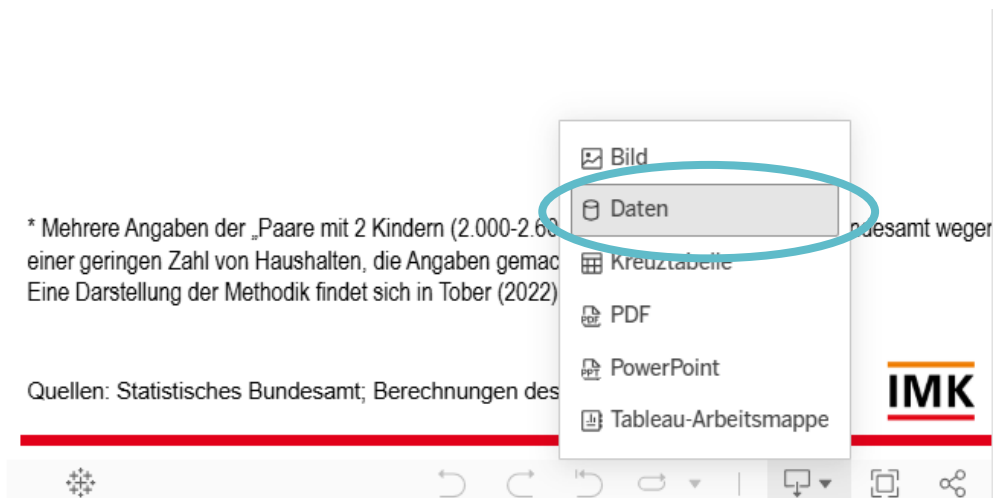 Bild
Daten
Kreuztabelle
PDF
PowerPoint
Tableau-Arbeitsmappe
* Mehrere Angaben der „Paare mit 2 Kindern (2.000-2.60
einer geringen Zahl von Haushalten, die Angaben gemac
Eine Darstellung der Methodik findet sich in Tober (2022)
Quellen: Statistisches Bundesamt; Berechnungen des
IMK